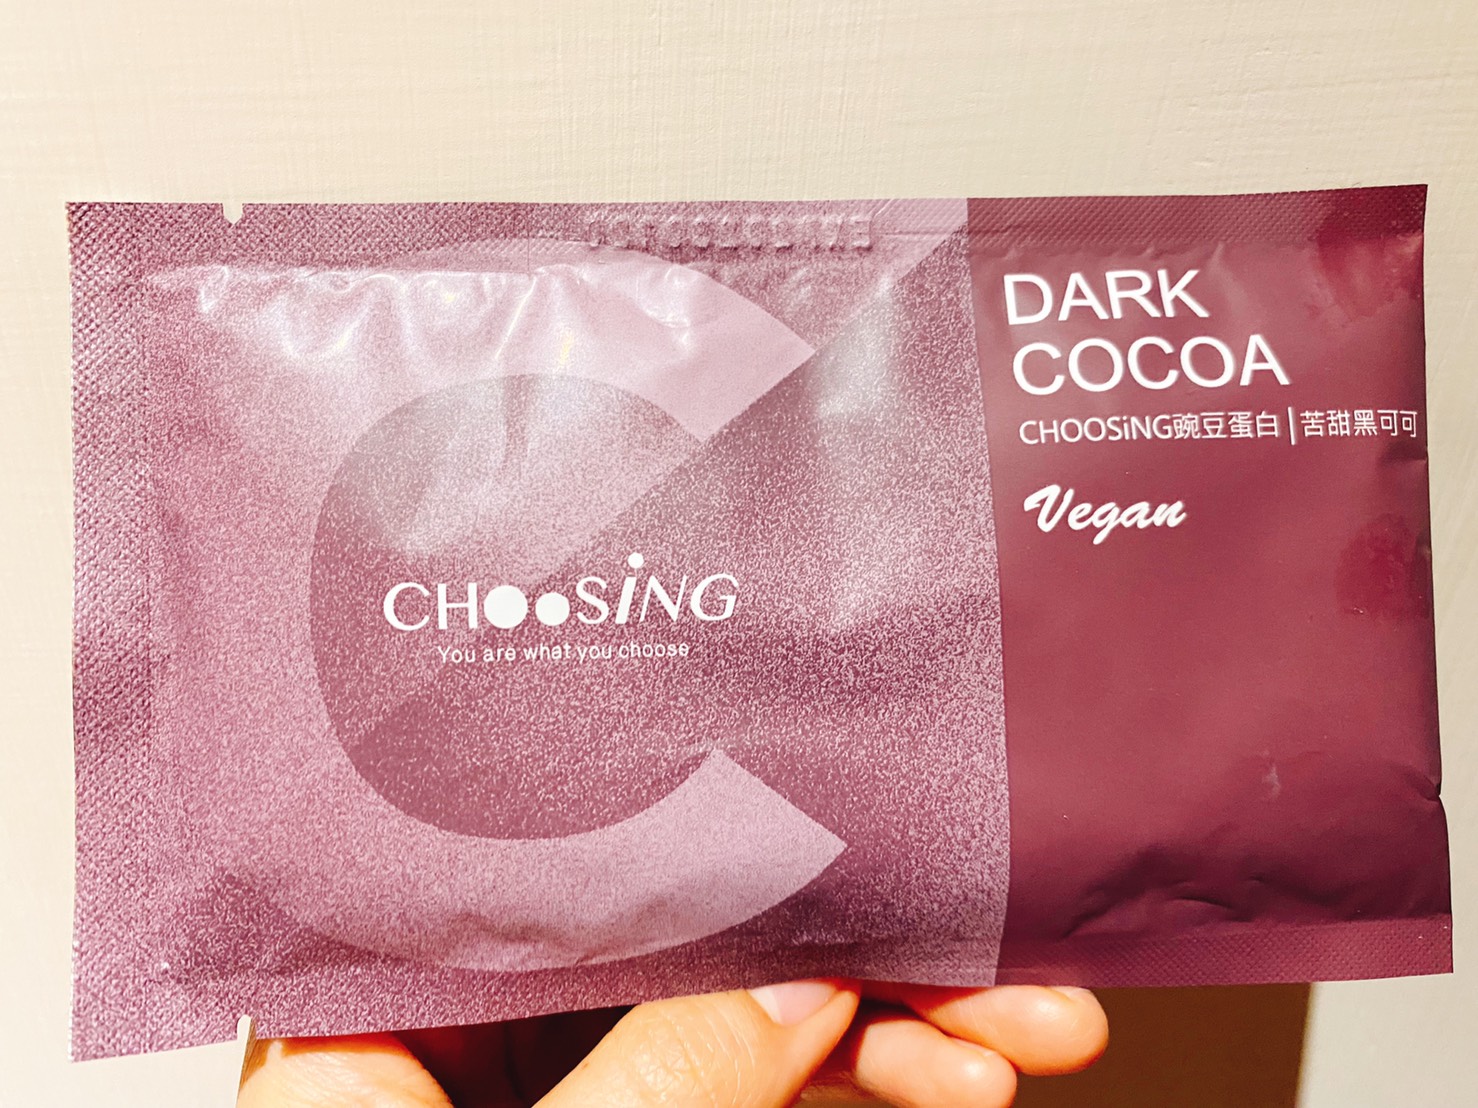 CHOOSiNG
You are what you choose
DARK
COCOA
CHOOSiNG豌豆蛋白|苦甜黑可可
Vegan